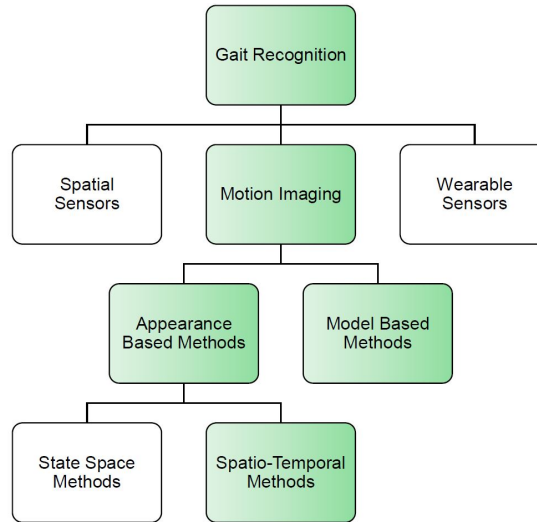 Gait Recognition
Spatial
Sensors
Motion Imaging
Wearable
Sensors
Appearance
Based Methods
Model Based
Methods
State Space
Methods
Spatio-Temporal
Methods